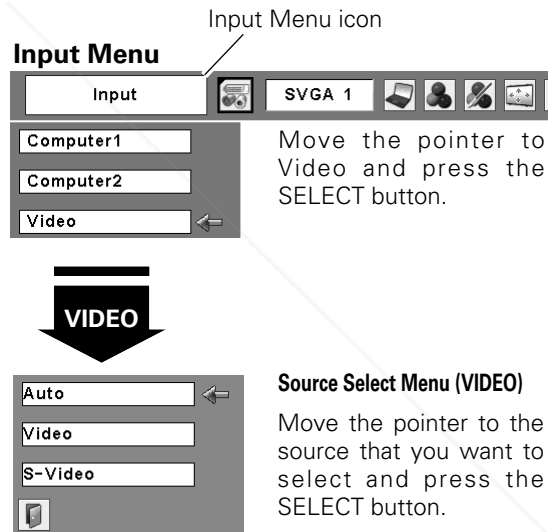 Input Menu icon
Input Menu
Input
SVGA 1
Computer1
Computer2
Video
Move the pointer to
Video and press the
SELECT button.
VIDEO
Auto
Video
S-Video
Source Select Menu (VIDEO)
Move the pointer to the
source that you want to
select and press the
SELECT button.